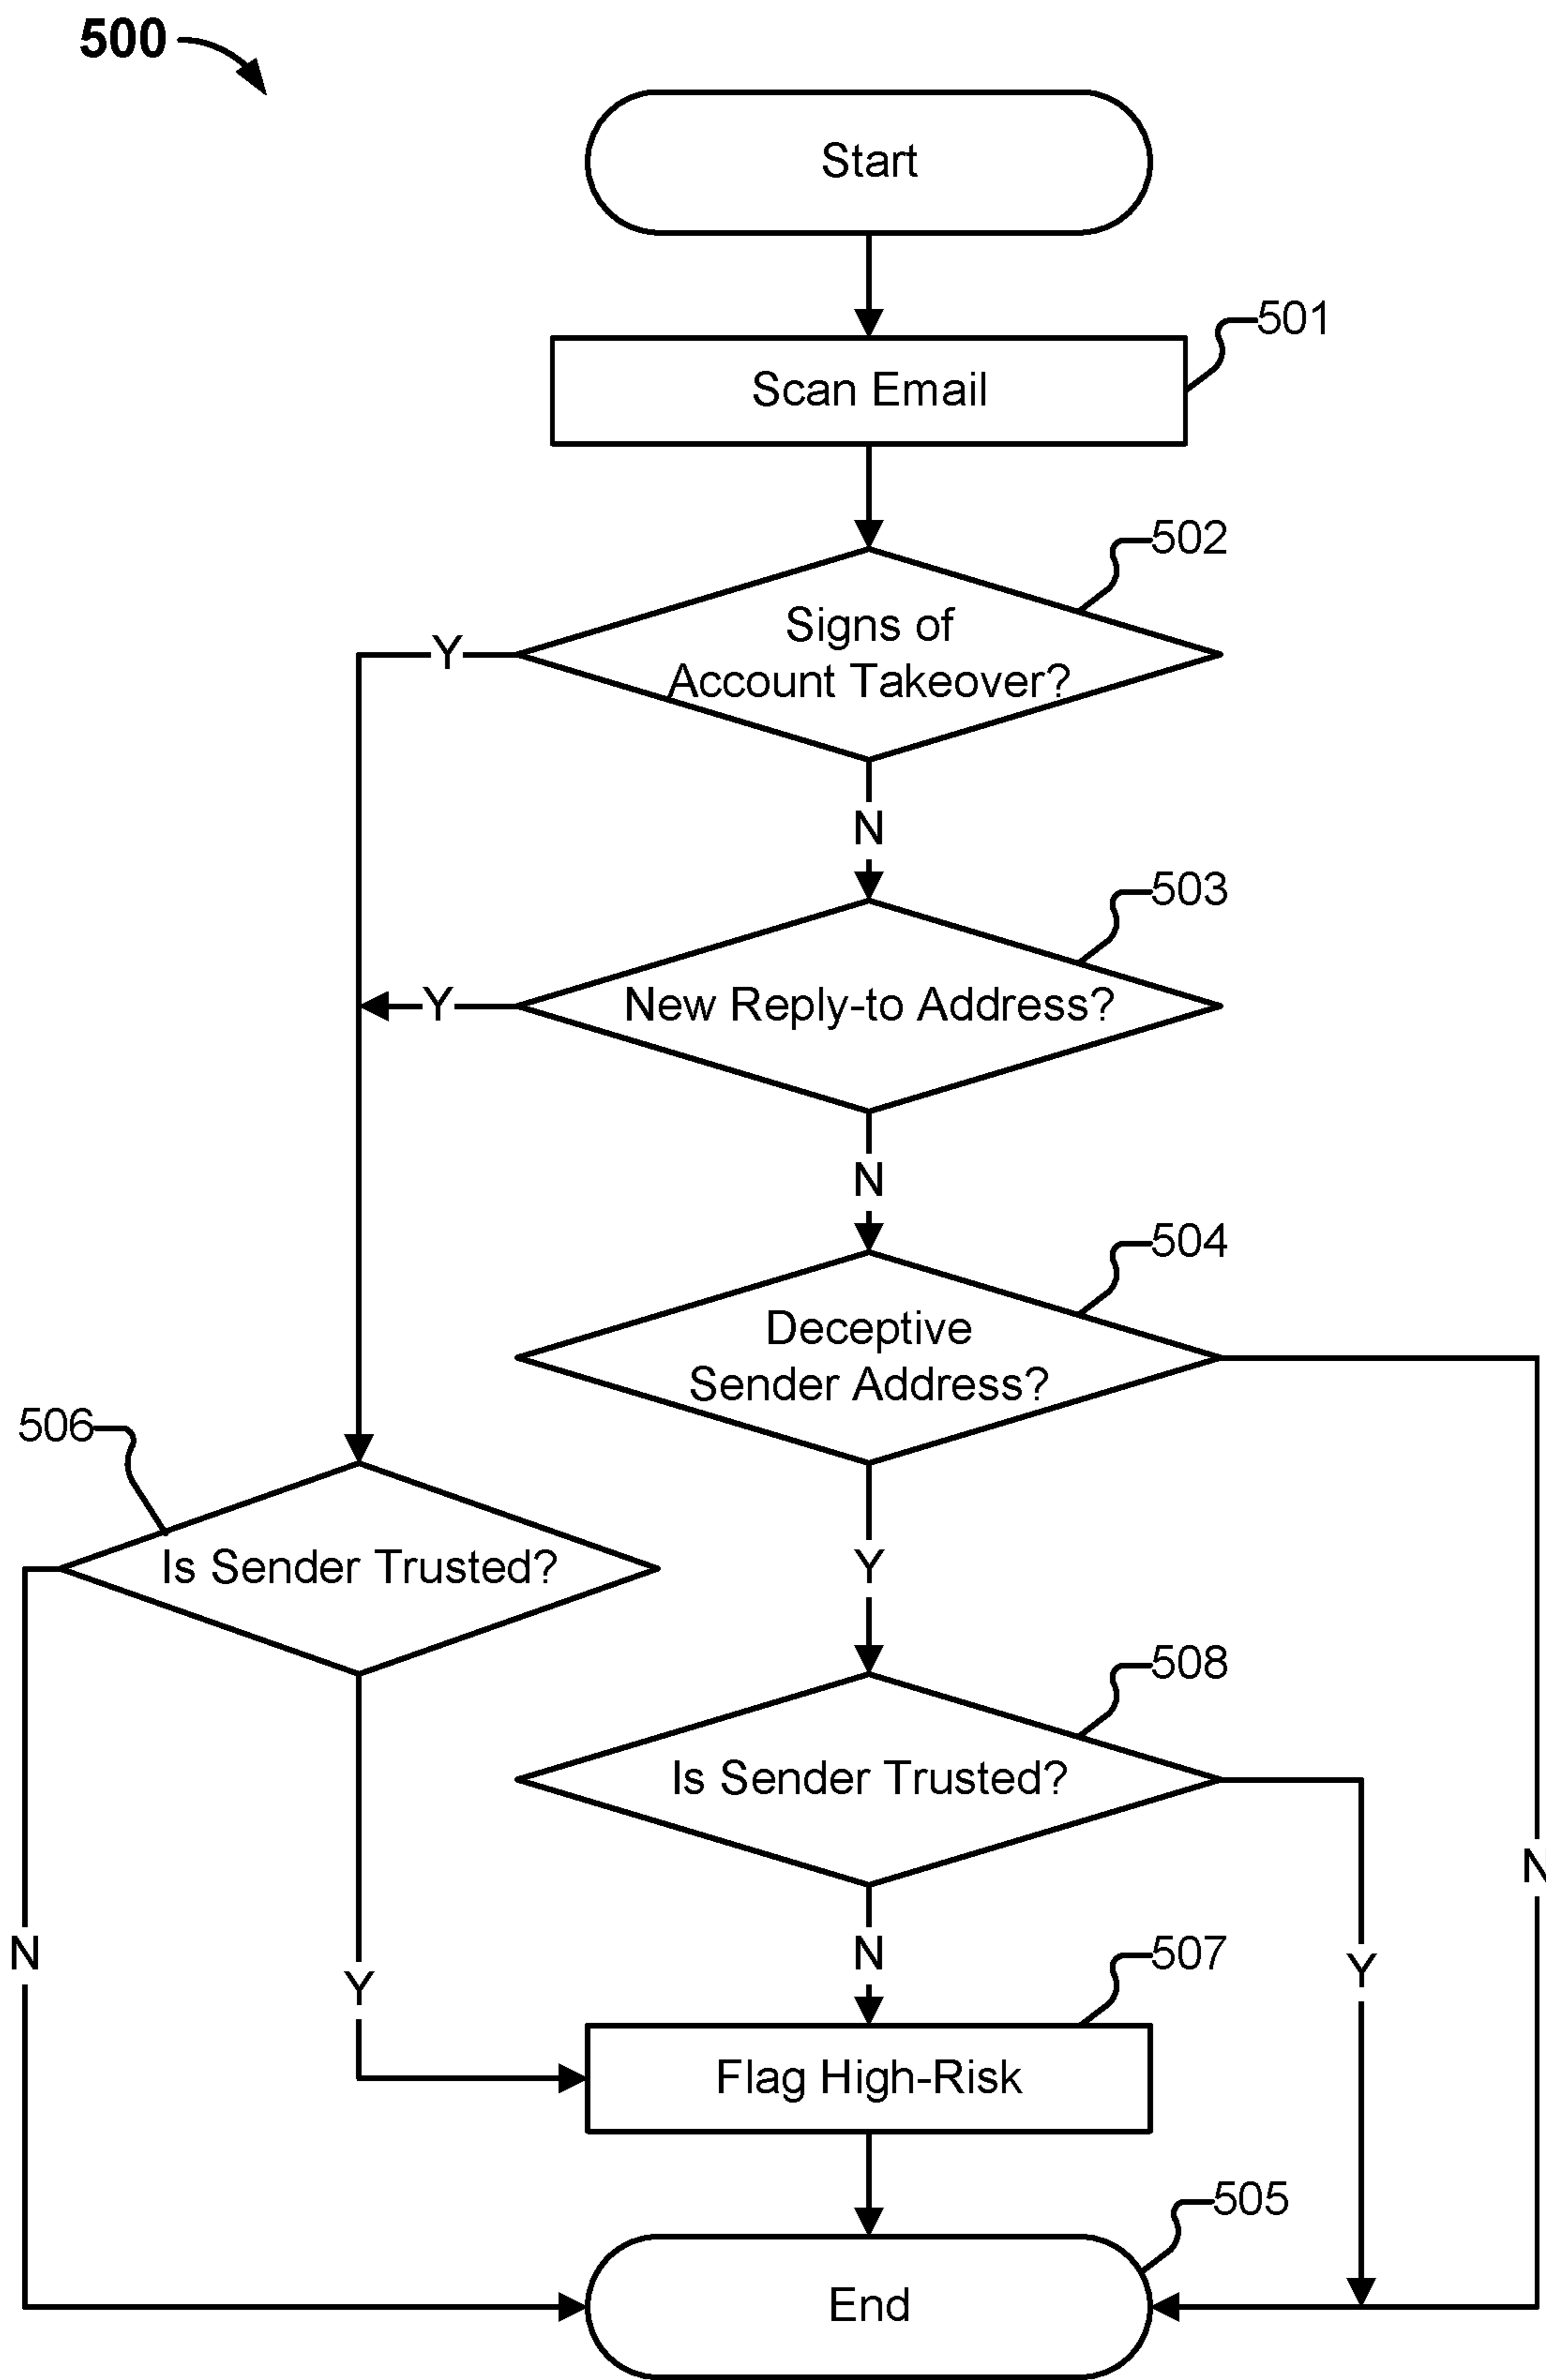 500
Start
501
Scan Email
502
Signs of
Account Takeover?
Y
N
503
New Reply-to Address?
Y
N
504
Deceptive
Sender Address?
506
Is Sender Trusted?
Y
508
Is Sender Trusted?
N
N
N
Y
Y
507
Flag High-Risk
505
End